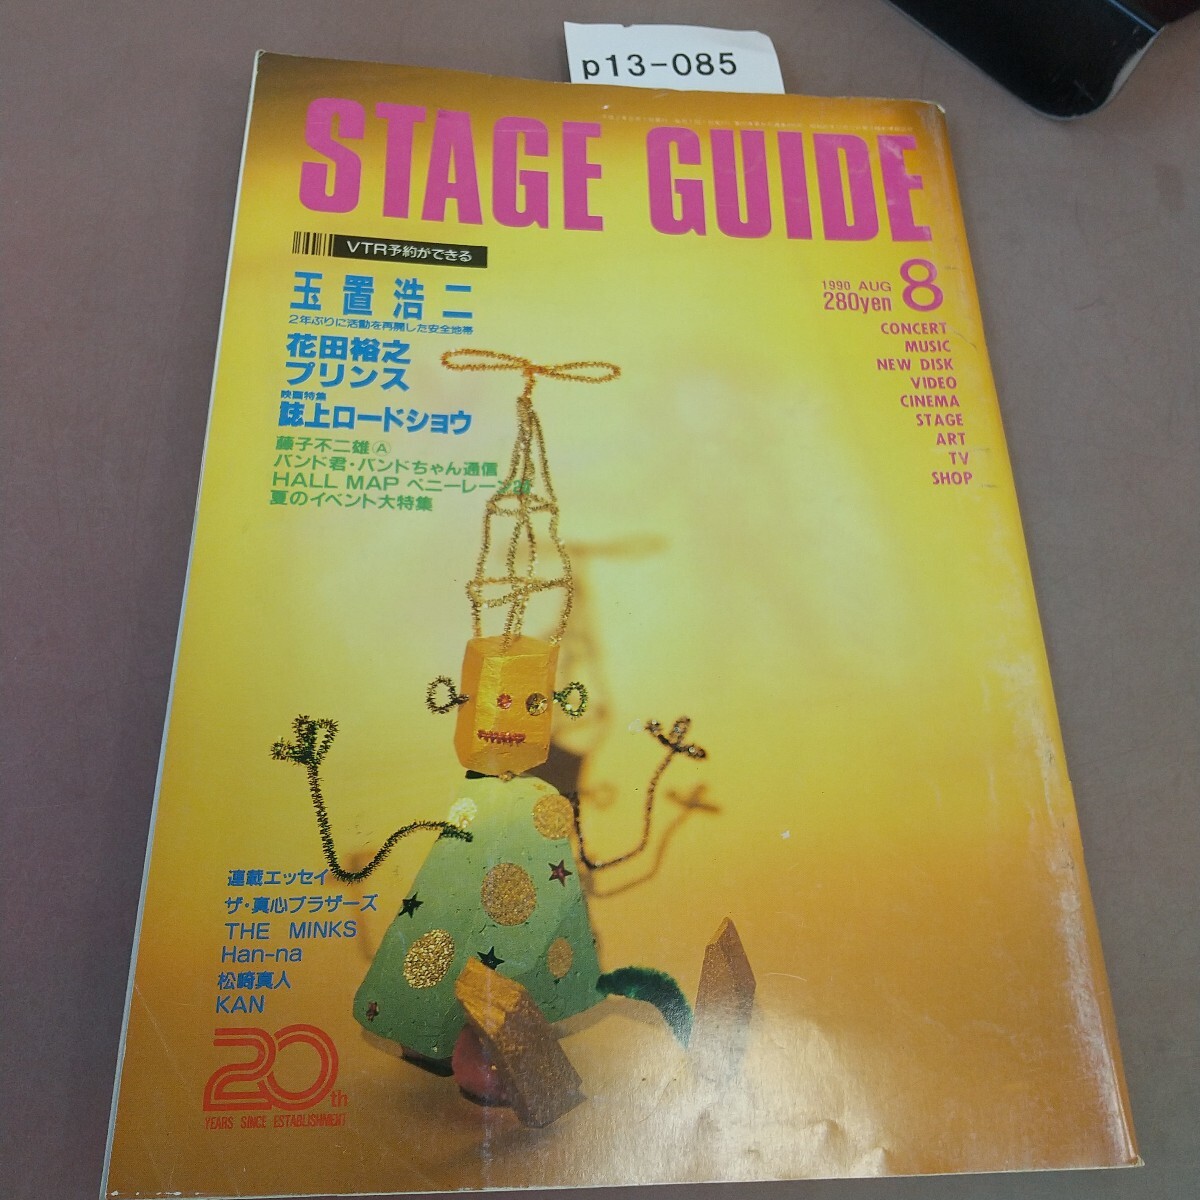 p13-085
STAGE GUIDE
VTR予約ができる
1990 AUG 8
280yen
玉置浩二
2年ぶりに活動を再開した安全地帯
花田裕之
プリンス
映画特集
誌上ロードショウ
藤子不二雄Ⓐ
バンド君・バンドちゃん通信
HALL MAP ペニーレーン
夏のイベント大特集
CONCERT
MUSIC
NEW DISK
VIDEO
CINEMA
STAGE
ART
TV
SHOP
連載エッセイ
ザ・真心ブラザーズ
THE MINKS
Han-na
松崎真人
KAN
20th
YEARS SINCE ESTABLISHMENT